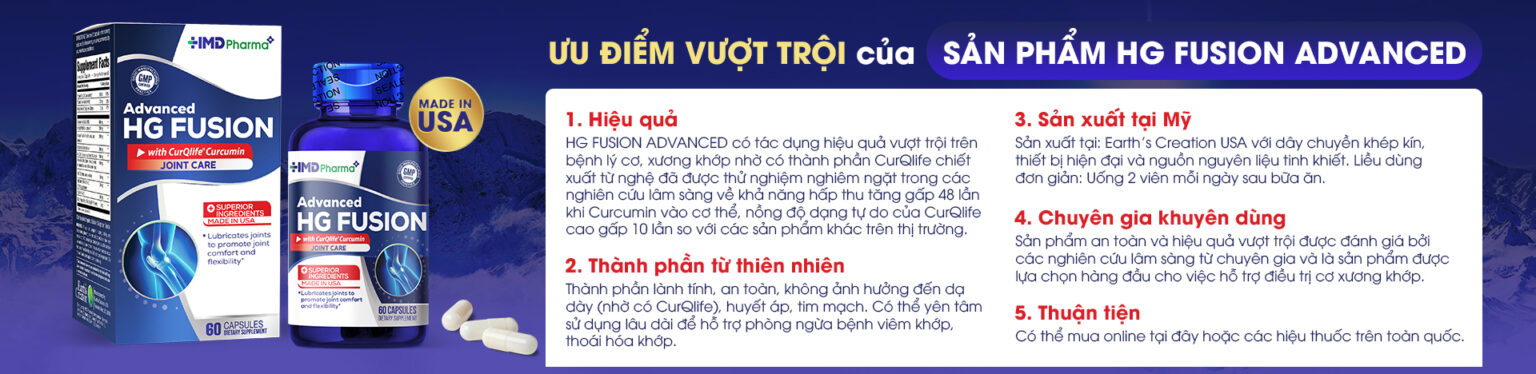 HMD Pharma
Supplement Facts
GMP
Advanced
HG FUSION
with CurQlife® Curcumin
JOINT CARE
SUPERIOR
INGREDIENTS
MADE IN USA
*Lubricates joints
to promote joint
comfort and
flexibility*
60 CAPSULES
DIETARY SUPPLEMENT
MADE IN
USA
HMD Pharma
GMP
Advanced
HG FUSION
with CurQlife® Curcumin
JOINT CARE
SUPERIOR
INGREDIENTS
MADE IN USA
*Lubricates joints to
promote joint comfort
and flexibility*
60 CAPSULES
DIETARY SUPPLEMENT
ƯU ĐIỂM VƯỢT TRỘI của SẢN PHẨM HG FUSION ADVANCED
1. Hiệu quả
HG FUSION ADVANCED có tác dụng hiệu quả vượt trội trên
bệnh lý cơ, xương khớp nhờ có thành phần CurQlife chiết
xuất từ nghệ đã được thử nghiệm nghiêm ngặt trong các
nghiên cứu lâm sàng về khả năng hấp thu tăng gấp 48 lần
khi Curcumin vào cơ thể, nồng độ dạng tự do của CurQlife
cao gấp 10 lần so với các sản phẩm khác trên thị trường.
2. Thành phần từ thiên nhiên
Thành phần lành tính, an toàn, không ảnh hưởng đến dạ
dày (nhờ có CurQlife), huyết áp, tim mạch. Có thể yên tâm
sử dụng lâu dài để hỗ trợ phòng ngừa bệnh viêm khớp,
thoái hóa khớp.
3. Sản xuất tại Mỹ
Sản xuất tại: Earth's Creation USA với dây chuyền khép kín,
thiết bị hiện đại và nguồn nguyên liệu tinh khiết. Liều dùng
đơn giản: Uống 2 viên mỗi ngày sau bữa ăn.
4. Chuyên gia khuyên dùng
Sản phẩm an toàn và hiệu quả vượt trội được đánh giá bởi
các nghiên cứu lâm sàng từ chuyên gia và là sản phẩm được
lựa chọn hàng đầu cho việc hỗ trợ điều trị cơ xương khớp.
5. Thuận tiện
Có thể mua online tại đây hoặc các hiệu thuốc trên toàn quốc.